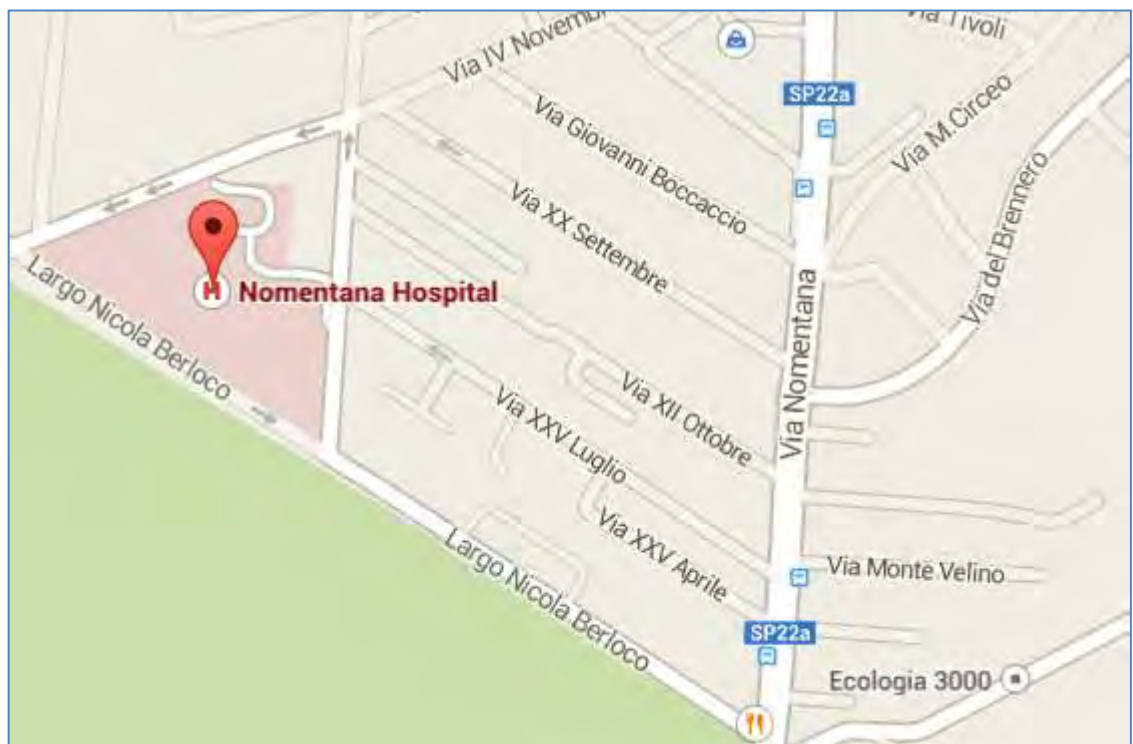 Via Tivoli
Via IV Novembr
SP22a
Via M.Circeo
Via Giovanni Boccaccio
Via XX Settembre
Via del Brennero
Via Nomentana
H Nomentana Hospital
Largo Nicola Berloco
Via XII Ottobre
Via XXV Luglio
Via XXV Aprile
Via Monte Velino
Largo Nicola Berloco
SP22a
Ecologia 3000